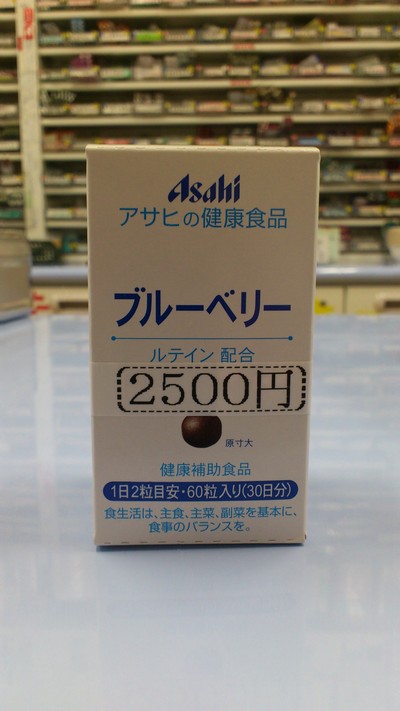 Asahi
アサヒの健康食品
ブルーベリー
ルテイン 配合
2500円
原寸大
健康補助食品
1日2粒目安・60粒入り(30日分)
食生活は、主食、主菜、副菜を基本に、
食事のバランスを。